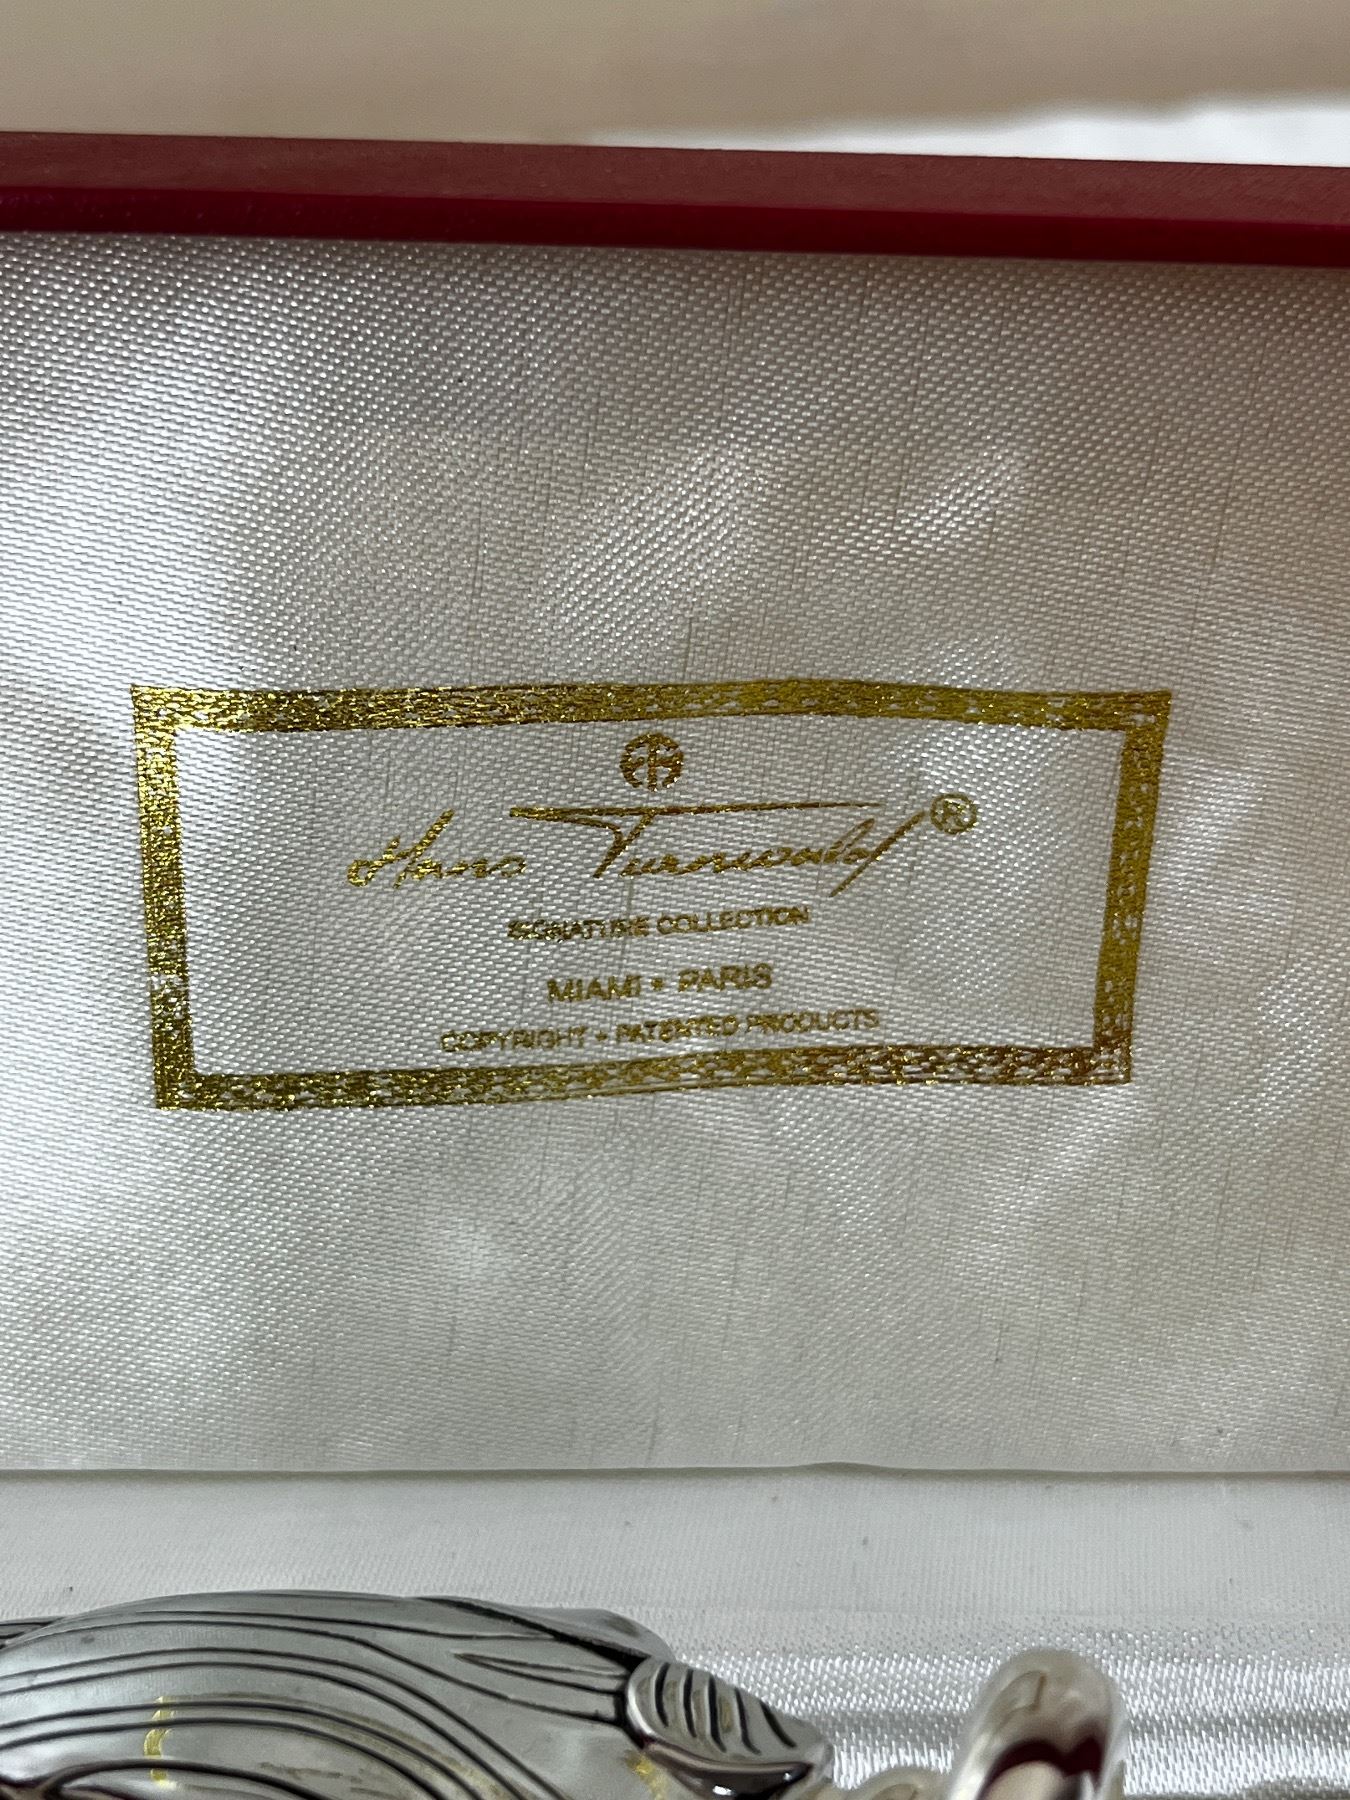 Hans Turnwald ®
SIGNATURE COLLECTION
MIAMI • PARIS
COPYRIGHT • PATENTED PRODUCTS